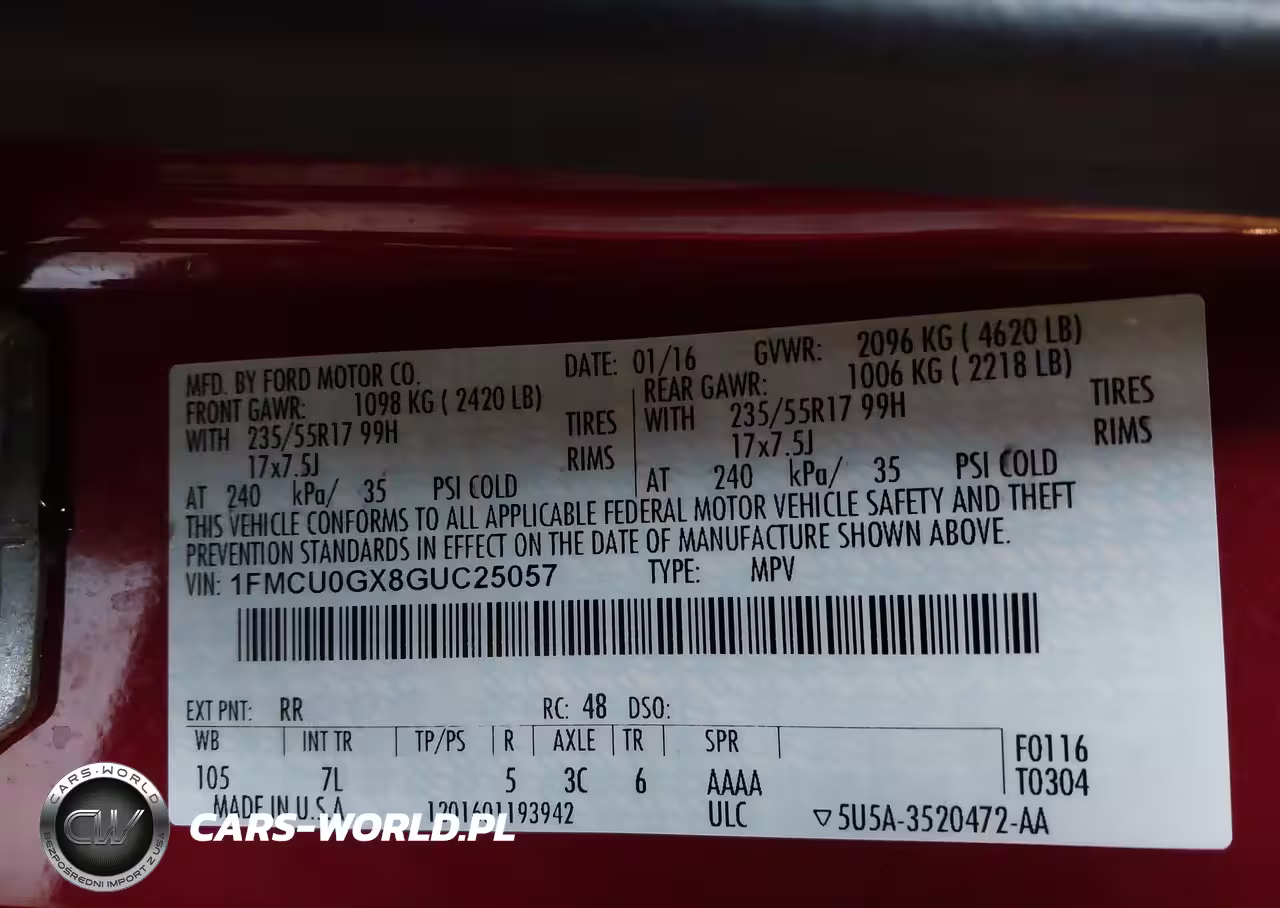 MFD. BY FORD MOTOR CO. DATE: 01/16 GVWR: 2096 KG ( 4620 LB)
FRONT GAWR: 1098 KG ( 2420 LB) REAR GAWR: 1006 KG ( 2218 LB)
WITH 235/55R17 99H TIRES WITH 235/55R17 99H TIRES
17x7.5J RIMS 17x7.5J RIMS
AT 240 kPa/ 35 PSI COLD AT 240 kPa/ 35 PSI COLD
THIS VEHICLE CONFORMS TO ALL APPLICABLE FEDERAL MOTOR VEHICLE SAFETY AND THEFT
PREVENTION STANDARDS IN EFFECT ON THE DATE OF MANUFACTURE SHOWN ABOVE.
VIN: 1FMCU0GX8GUC25057 TYPE: MPV
EXT PNT: RR RC: 48 DSO:
WB INT TR TP/PS R AXLE TR SPR F0116
105 7L 5 3C 6 AAAA T0304
MADE IN U.S.A. 1201601193942 ULC ▽5U5A-3520472-AA
CARS-WORLD.PL
CARS-WORLD
CW
BEZPOŚREDNI IMPORT Z USA